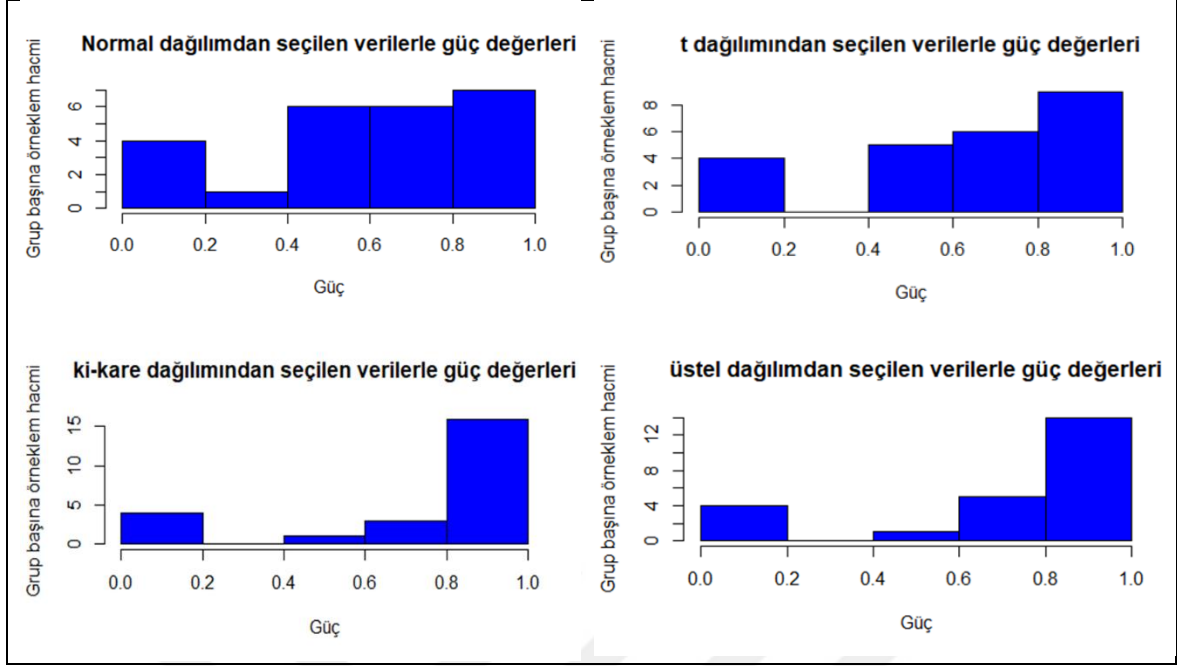 Normal dağılımdan seçilen verilerle güç değerleri
Grup başına örneklem hacmi
6
4
2
0
0.0 0.2 0.4 0.6 0.8 1.0
Güç
t dağılımından seçilen verilerle güç değerleri
Grup başına örneklem hacmi
8
6
4
2
0
0.0 0.2 0.4 0.6 0.8 1.0
Güç
ki-kare dağılımından seçilen verilerle güç değerleri
Grup başına örneklem hacmi
15
10
5
0
0.0 0.2 0.4 0.6 0.8 1.0
Güç
üstel dağılımdan seçilen verilerle güç değerleri
Grup başına örneklem hacmi
12
8
4
0
0.0 0.2 0.4 0.6 0.8 1.0
Güç